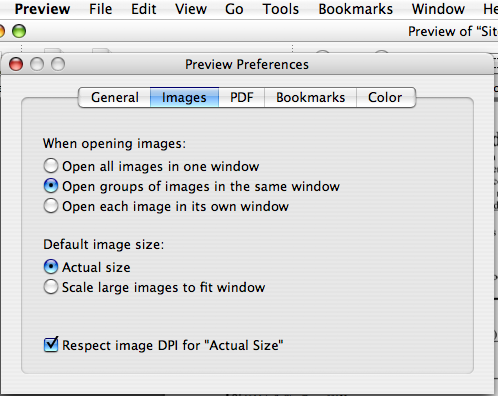 Preview File Edit View Go Tools Bookmarks Window He
Preview of “Sit
Preview Preferences
General Images PDF Bookmarks Color
When opening images:
Open all images in one window
Open groups of images in the same window
Open each image in its own window
Default image size:
Actual size
Scale large images to fit window
Respect image DPI for "Actual Size"